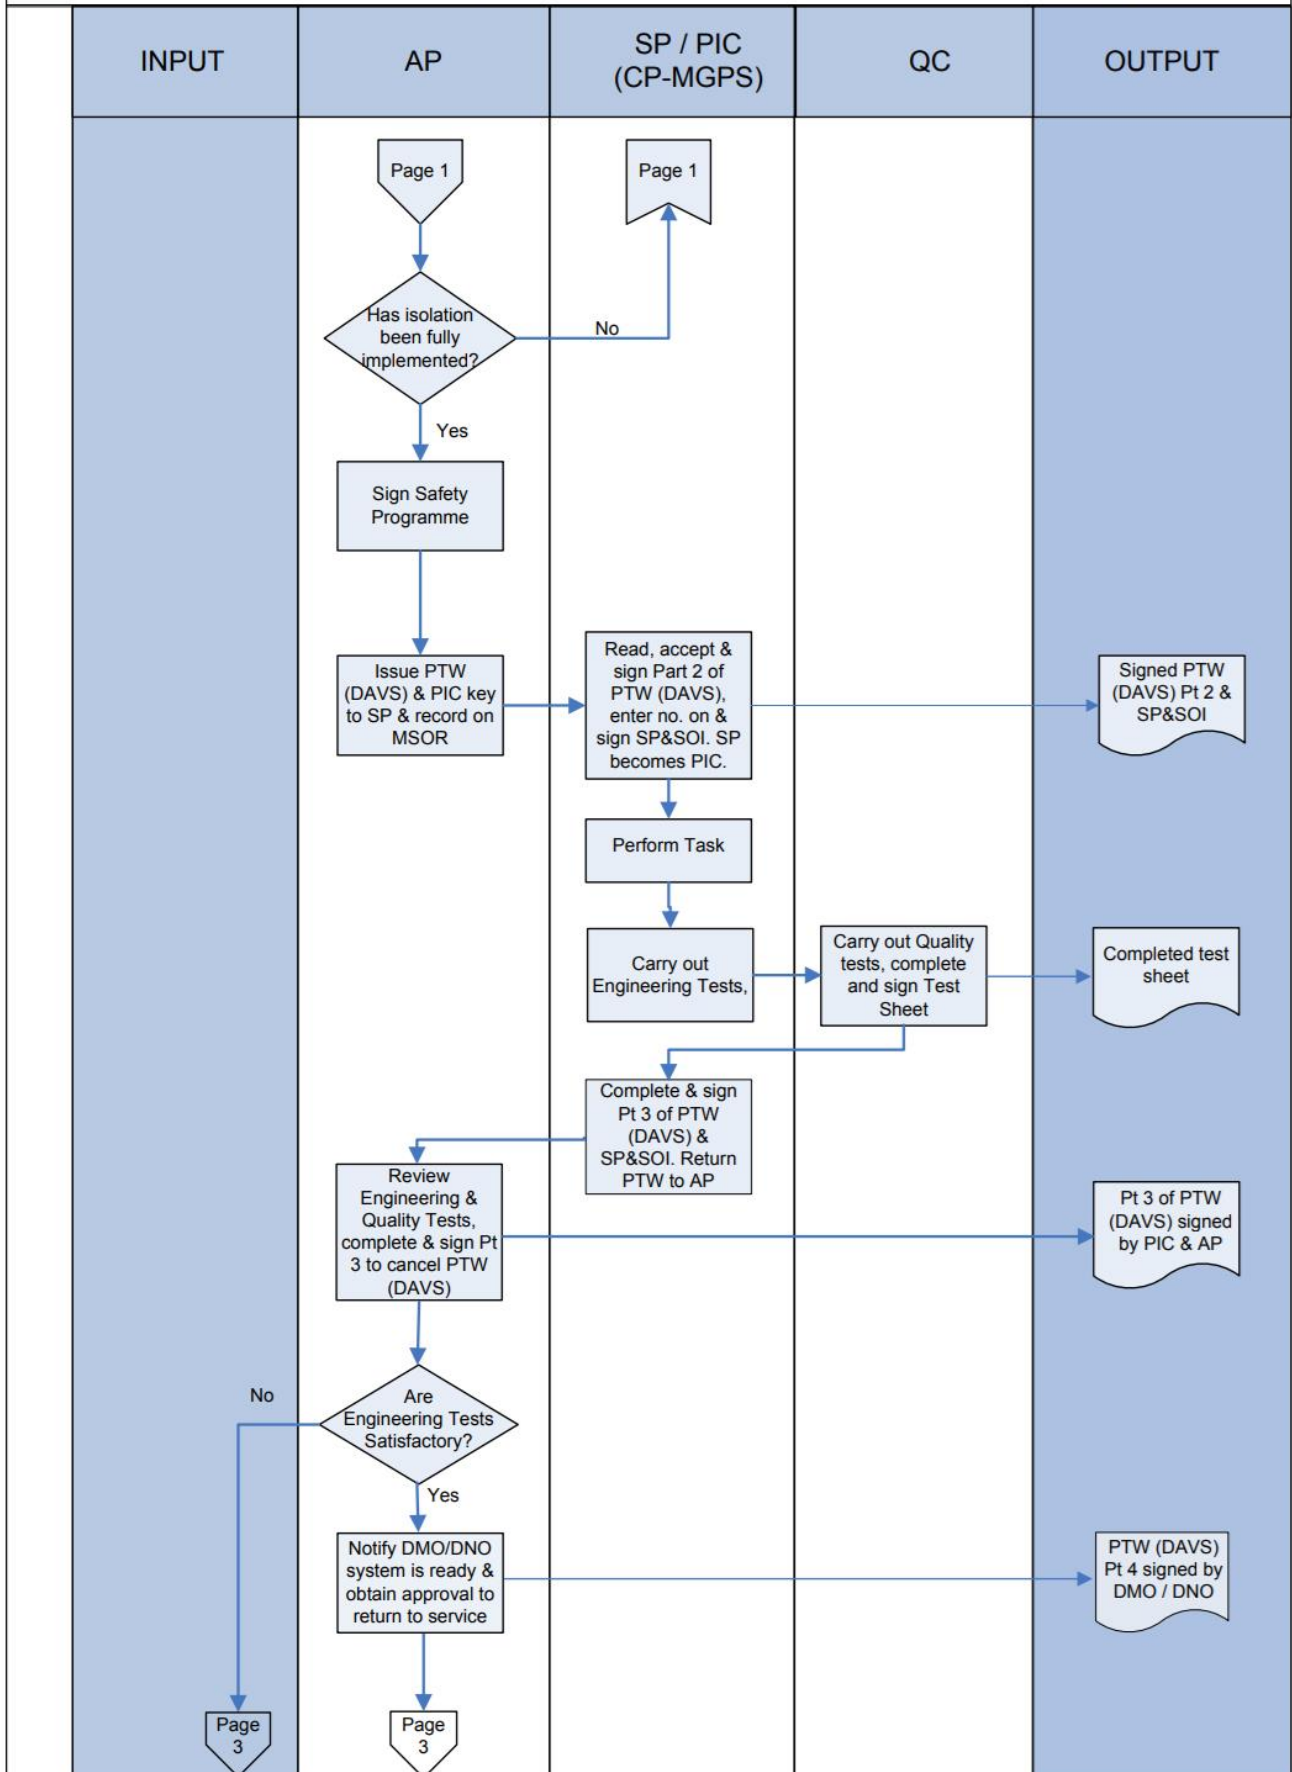 INPUT
AP
SP / PIC
(CP-MGPS)
QC
OUTPUT
Page 1
Page 1
Has isolation
been fully
implemented?
No
Yes
Sign Safety
Programme
Issue PTW
(DAVS) & PIC key
to SP & record on
MSOR
Read, accept &
sign Part 2 of
PTW (DAVS),
enter no. on &
sign SP&SOI. SP
becomes PIC.
Signed PTW
(DAVS) Pt 2 &
SP&SOI
Perform Task
Carry out
Engineering Tests,
Carry out Quality
tests, complete
and sign Test
Sheet
Completed test
sheet
Complete & sign
Pt 3 of PTW
(DAVS) &
SP&SOI. Return
PTW to AP
Review
Engineering &
Quality Tests,
complete & sign Pt
3 to cancel PTW
(DAVS)
Pt 3 of PTW
(DAVS) signed
by PIC & AP
No
Are
Engineering Tests
Satisfactory?
Yes
Notify DMO/DNO
system is ready &
obtain approval to
return to service
PTW (DAVS)
Pt 4 signed by
DMO / DNO
Page
3
Page
3